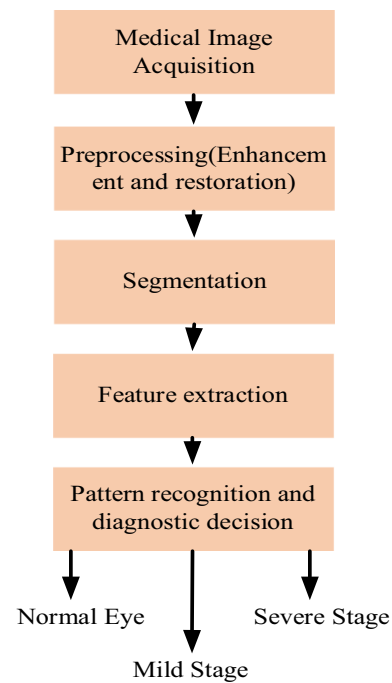 Medical Image
Acquisition
Preprocessing(Enhancem
ent and restoration)
Segmentation
Feature extraction
Pattern recognition and
diagnostic decision
Normal Eye
Severe Stage
Mild Stage